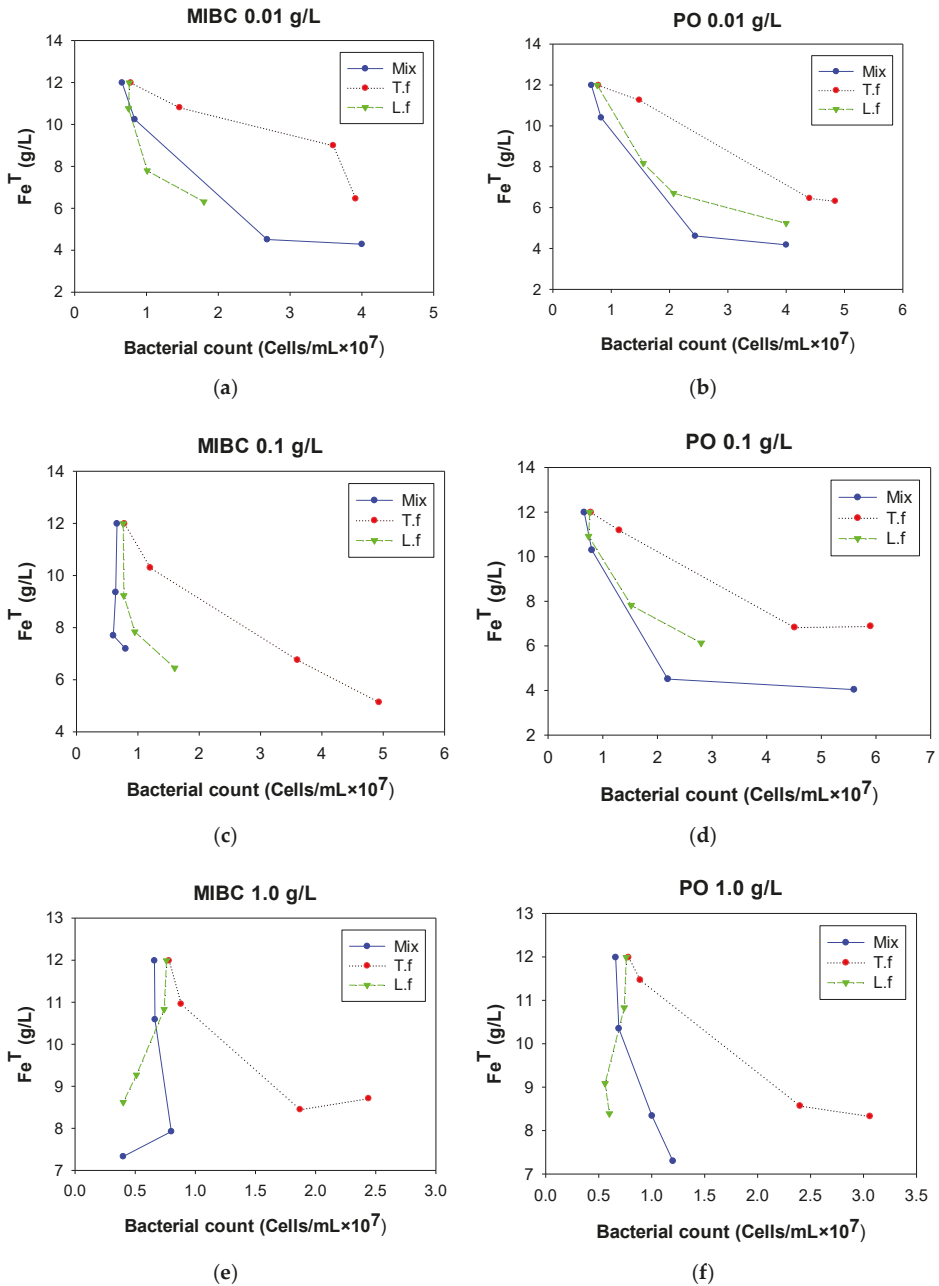 MIBC 0.01 g/L
14
12
10
8
6
4
2
Fe^T (g/L)
Mix
T.f
L.f
0 1 2 3 4 5
Bacterial count (Cells/mL×10^7)
(a)
PO 0.01 g/L
14
12
10
8
6
4
2
Fe^T (g/L)
Mix
T.f
L.f
0 1 2 3 4 5 6
Bacterial count (Cells/mL×10^7)
(b)
MIBC 0.1 g/L
14
12
10
8
6
4
Fe^T (g/L)
Mix
T.f
L.f
0 1 2 3 4 5 6
Bacterial count (Cells/mL×10^7)
(c)
PO 0.1 g/L
14
12
10
8
6
4
2
Fe^T (g/L)
Mix
T.f
L.f
0 1 2 3 4 5 6 7
Bacterial count (Cells/mL×10^7)
(d)
MIBC 1.0 g/L
13
12
11
10
9
8
7
Fe^T (g/L)
Mix
T.f
L.f
0.0 0.5 1.0 1.5 2.0 2.5 3.0
Bacterial count (Cells/mL×10^7)
(e)
PO 1.0 g/L
13
12
11
10
9
8
7
Fe^T (g/L)
Mix
T.f
L.f
0.0 0.5 1.0 1.5 2.0 2.5 3.0 3.5
Bacterial count (Cells/mL×10^7)
(f)